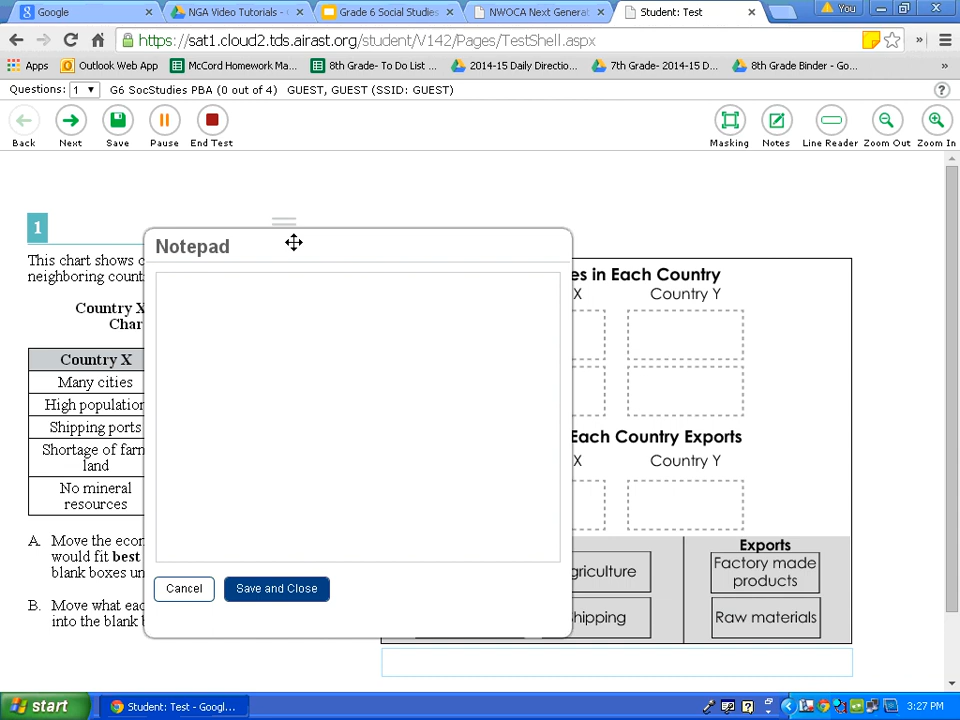 Google
NGA Video Tutorials - G
Grade 6 Social Studies
NWOCA Next Generat
Student: Test
You
https://sat1.cloud2.tds.airast.org/student/V142/Pages/TestShell.aspx
Apps
Outlook Web App
McCord Homework Ma...
8th Grade- To Do List ...
2014-15 Daily Directio...
7th Grade- 2014-15 D...
8th Grade Binder - Go...
»
Questions: 1
G6 SocStudies PBA (0 out of 4)
GUEST, GUEST (SSID: GUEST)
Back
Next
Save
Pause
End Test
Masking
Notes
Line Reader
Zoom Out
Zoom In
1
This chart shows c
neighboring count
Country X
Char
Country X
Many cities
High population
Shipping ports
Shortage of farm
land
No mineral
resources
A. Move the econ
would fit best
blank boxes un
B. Move what eac
into the blank b
Notepad
Cancel
Save and Close
es in Each Country
X
Country Y
Each Country Exports
X
Country Y
griculture
Shipping
Exports
Factory made
products
Raw materials
start
Student: Test - Googl...
3:27 PM